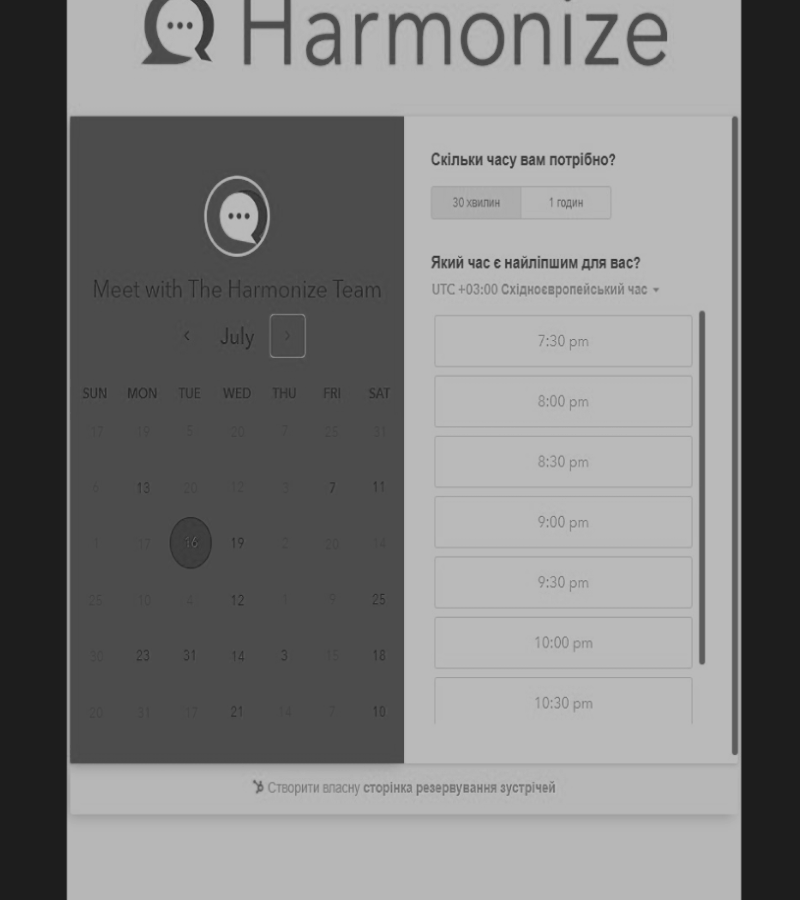 Harmonize
Meet with The Harmonize Team
July
SUN MON TUE WED THU FRI SAT
17 19 5 20 7 25 31
13 20 12 3 7 11
17 16 19 2 20 14
25 10 4 12 1 9 25
30 23 31 14 3 15 18
20 31 17 21 14 7 10
Скільки часу вам потрібно?
30 хвилин 1 годин
Який час є найліпшим для вас?
UTC +03:00 Східноєвропейський час
7:30 pm
8:00 pm
8:30 pm
9:00 pm
9:30 pm
10:00 pm
10:30 pm
Створити власну сторінка резервування зустрічей